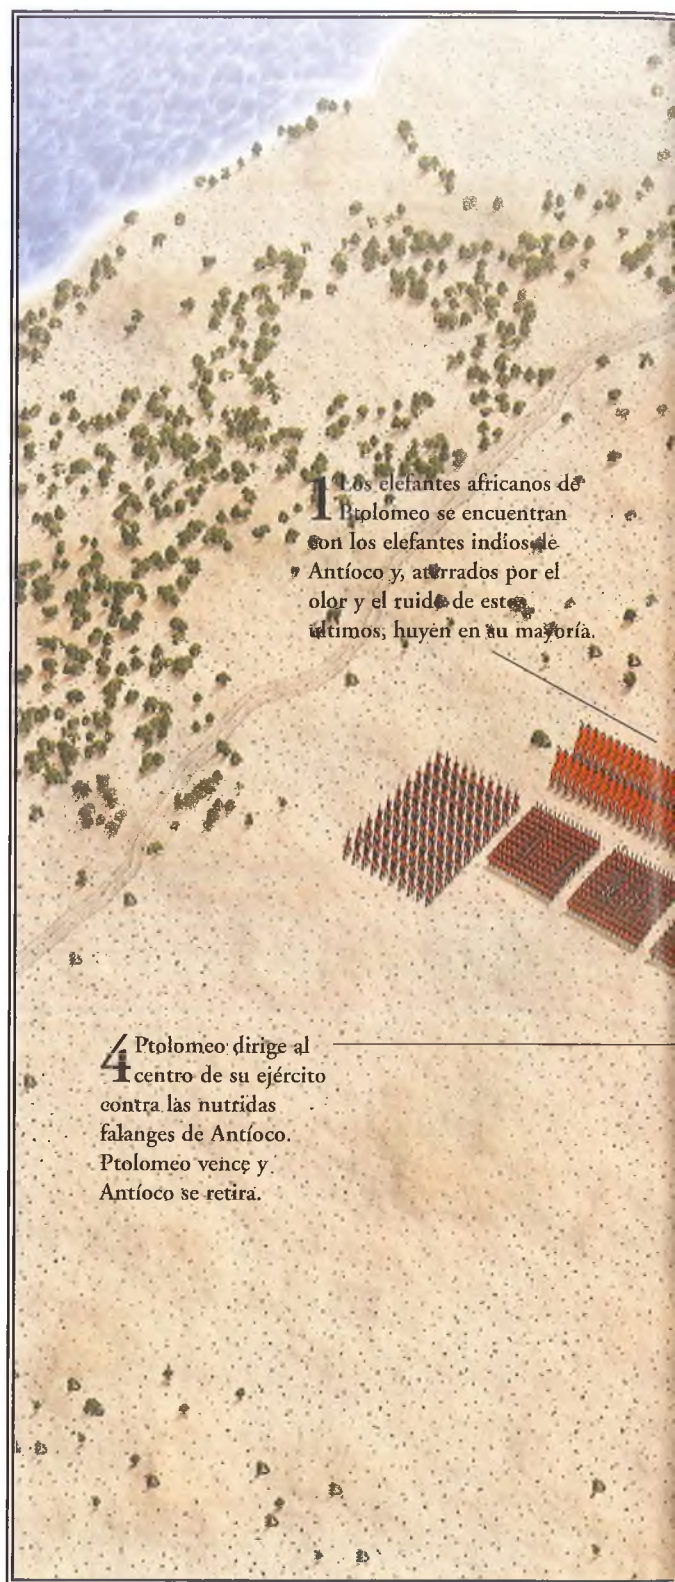 1 Los elefantes africanos de
Ptolomeo se encuentran
con los elefantes indios de
Antíoco y, aterrados por el
olor y el ruido de estos
últimos, huyen en su mayoría.
4 Ptolomeo dirige al
centro de su ejército
contra las nutridas
falanges de Antíoco.
Ptolomeo vence y
Antíoco se retira.